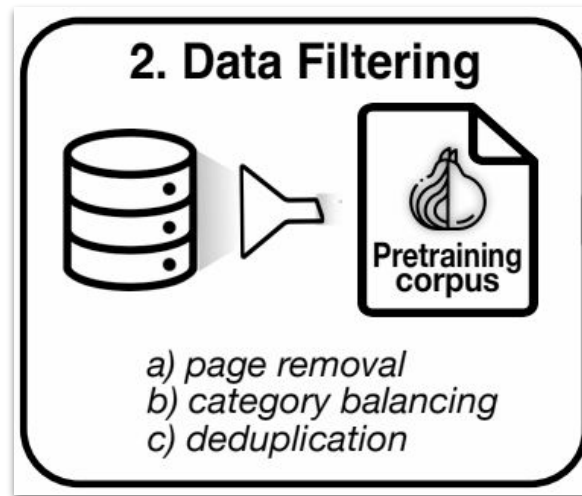 2. Data Filtering
Pretraining
corpus
a) page removal
b) category balancing
c) deduplication